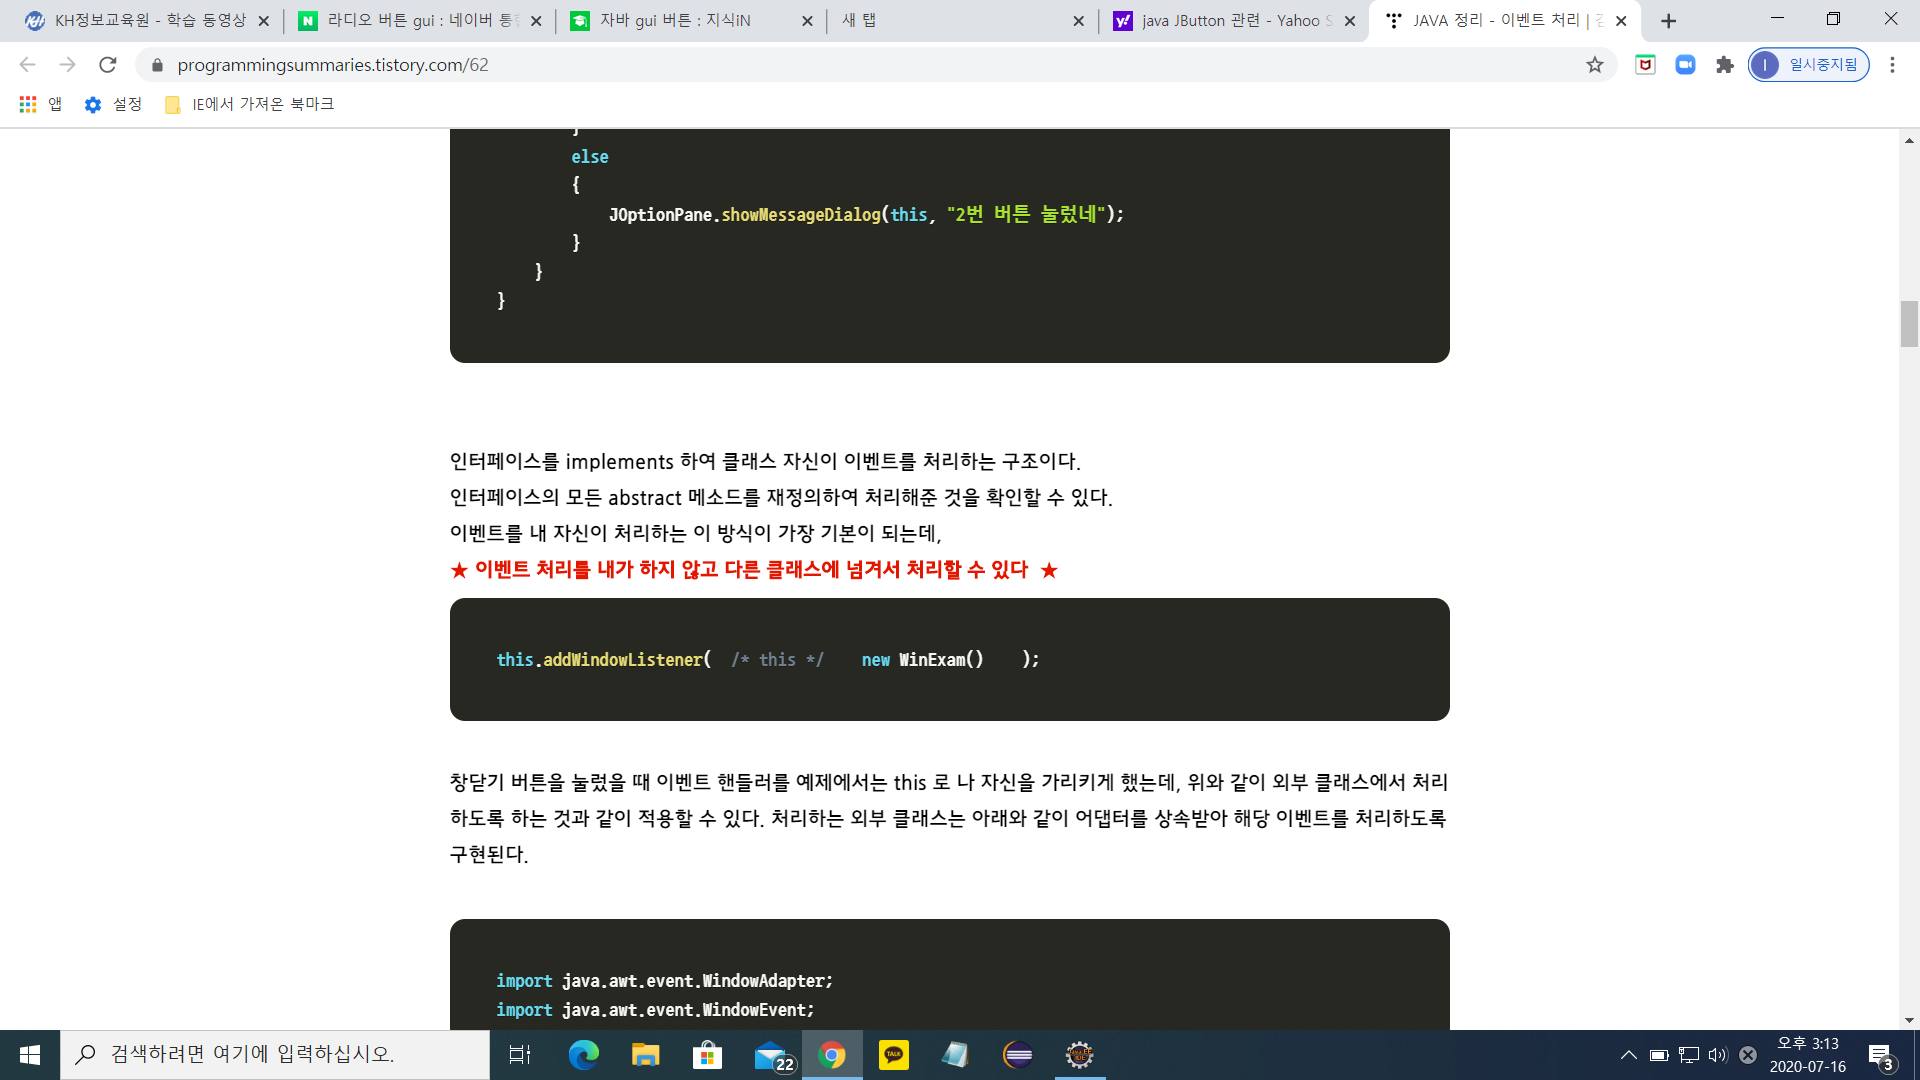 KH정보교육원 - 학습 동영상
라디오 버튼 gui : 네이버 통
자바 gui 버튼 : 지식iN
새 탭
java JButton 관련 - Yahoo S
JAVA 정리 - 이벤트 처리 |
programmingsummaries.tistory.com/62
I 일시중지됨
앱 설정 IE에서 가져온 북마크
}
else
{
JOptionPane.showMessageDialog(this, "2번 버튼 눌렀네");
}
}
}
인터페이스를 implements 하여 클래스 자신이 이벤트를 처리하는 구조이다.
인터페이스의 모든 abstract 메소드를 재정의하여 처리해준 것을 확인할 수 있다.
이벤트를 내 자신이 처리하는 이 방식이 가장 기본이 되는데,
★ 이벤트 처리를 내가 하지 않고 다른 클래스에 넘겨서 처리할 수 있다 ★
this.addWindowListener( /* this */ new WinExam() );
창닫기 버튼을 눌렀을 때 이벤트 핸들러를 예제에서는 this 로 나 자신을 가리키게 했는데, 위와 같이 외부 클래스에서 처리
하도록 하는 것과 같이 적용할 수 있다. 처리하는 외부 클래스는 아래와 같이 어댑터를 상속받아 해당 이벤트를 처리하도록
구현된다.
import java.awt.event.WindowAdapter;
import java.awt.event.WindowEvent;
검색하려면 여기에 입력하십시오.
22
TALK
오후 3:13
2020-07-16
3